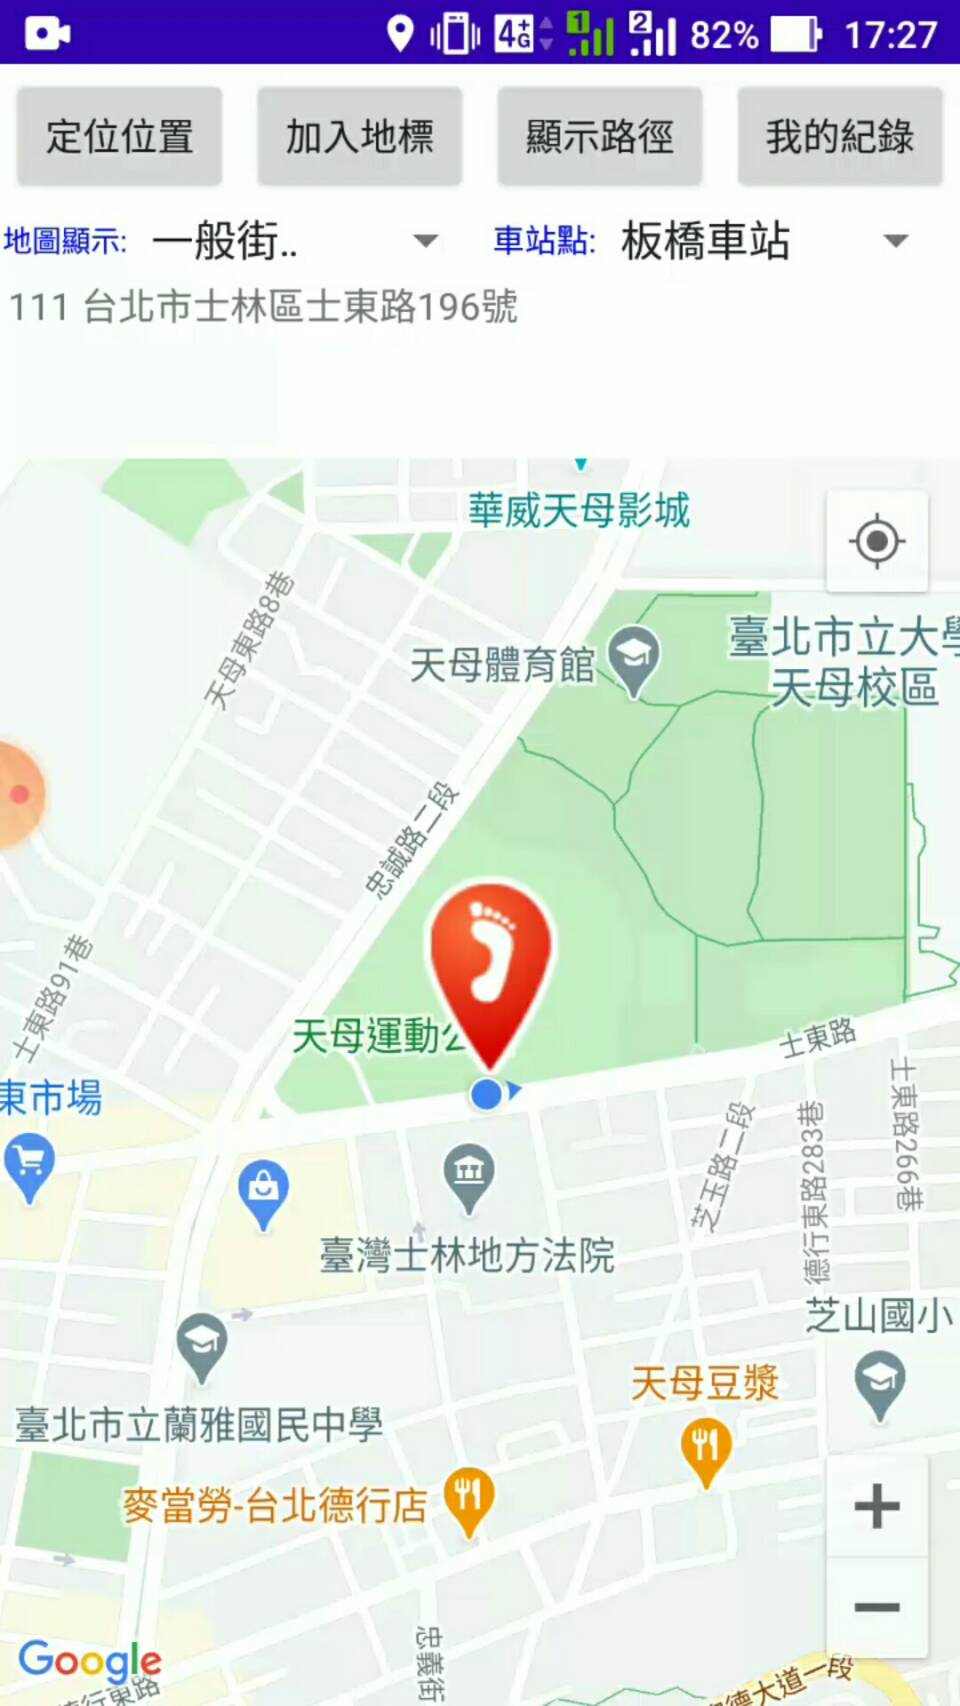 4G+
1
2
82%
17:27
定位位置
加入地標
顯示路徑
我的紀錄
地圖顯示: 一般街..
車站點: 板橋車站
111 台北市士林區士東路196號
華威天母影城
天母東路8巷
天母體育館
臺北市立大學
天母校區
忠誠路二段
士東路91巷
天母運動公
士東路
東市場
芝玉路二段
德行東路283巷
士東路266巷
臺灣士林地方法院
芝山國小
天母豆漿
臺北市立蘭雅國民中學
麥當勞-台北德行店
忠義街
Google
德行東路
德大道一段